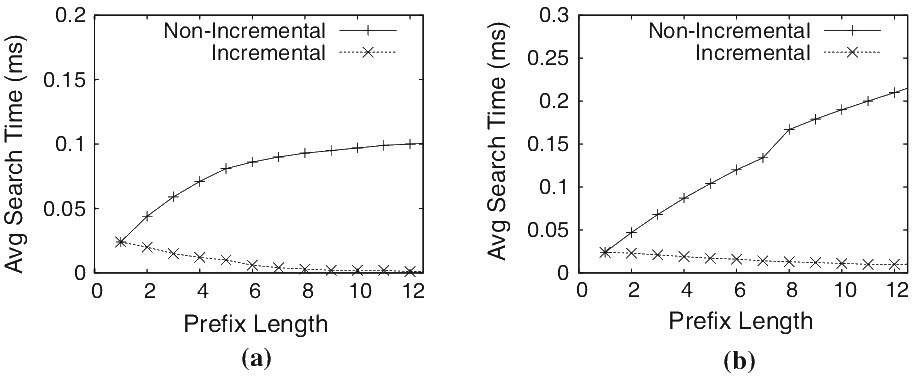 Avg Search Time (ms)
0.2
0.15
0.1
0.05
0
Non-Incremental
Incremental
0 2 4 6 8 10 12
Prefix Length
(a)
Avg Search Time (ms)
0.3
0.25
0.2
0.15
0.1
0.05
0
Non-Incremental
Incremental
0 2 4 6 8 10 12
Prefix Length
(b)